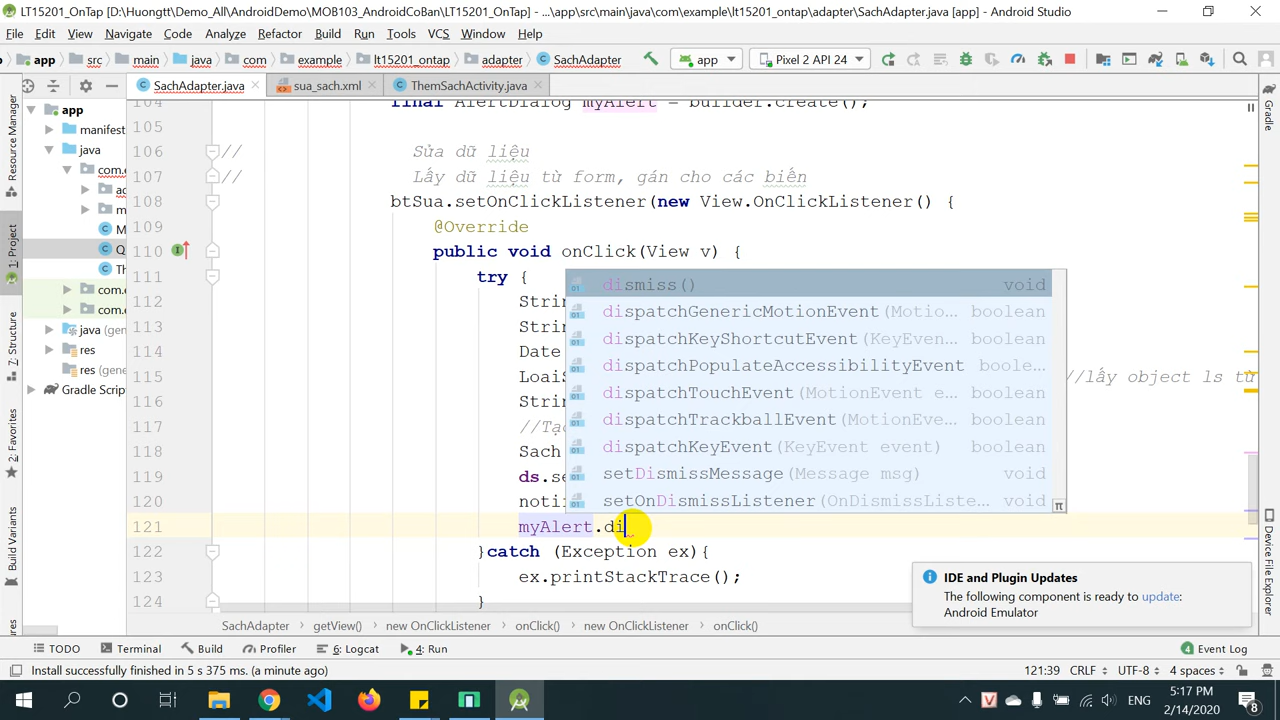 LT15201_OnTap [D:\Huongtt\Demo_All\AndroidDemo\MOB103_AndroidCoBan\LT15201_OnTap] - ...\app\src\main\java\com\example\lt15201_ontap\adapter\SachAdapter.java [app] - Android Studio
File Edit View Navigate Code Analyze Refactor Build Run Tools VCS Window Help
app src main java com example lt15201_ontap adapter SachAdapter app Pixel 2 API 24
SachAdapter.java sua_sach.xml ThemSachActivity.java
Resource Manager
1: Project
7: Structure
2: Favorites
Build Variants
app
manifest
java
com.e
ac
m
M
Q
Th
com.e
com.e
java (gen
res
res (gene
Gradle Script
104 final AlertDialog myAlert = builder.create();
105
106 // Sửa dữ liệu
107 // Lấy dữ liệu từ form, gán cho các biến
108 btSua.setOnClickListener(new View.OnClickListener() {
109 @Override
110 public void onClick(View v) {
111 try {
112 Strin
113 Strin
114 Date
115 LoaiS //lấy object ls từ
116 Strin
117 //Tạo
118 Sach
119 ds.se
120 notif
121 myAlert.di
122 }catch (Exception ex){
123 ex.printStackTrace();
124 }
dismiss() void
dispatchGenericMotionEvent(Motio... boolean
dispatchKeyShortcutEvent(KeyEven... boolean
dispatchPopulateAccessibilityEvent boole...
dispatchTouchEvent(MotionEvent e... boolean
dispatchTrackballEvent(MotionEve... boolean
dispatchKeyEvent(KeyEvent event) boolean
setDismissMessage(Message msg) void
setOnDismissListener(OnDismissListe... void
π
Gradle
Device File Explorer
IDE and Plugin Updates
The following component is ready to update:
Android Emulator
SachAdapter getView() new OnClickListener onClick() new OnClickListener onClick()
TODO Terminal Build Profiler 6: Logcat 4: Run 4 Event Log
Install successfully finished in 5 s 375 ms. (a minute ago) 121:39 CRLF UTF-8 4 spaces
ENG 5:17 PM
2/14/2020 8